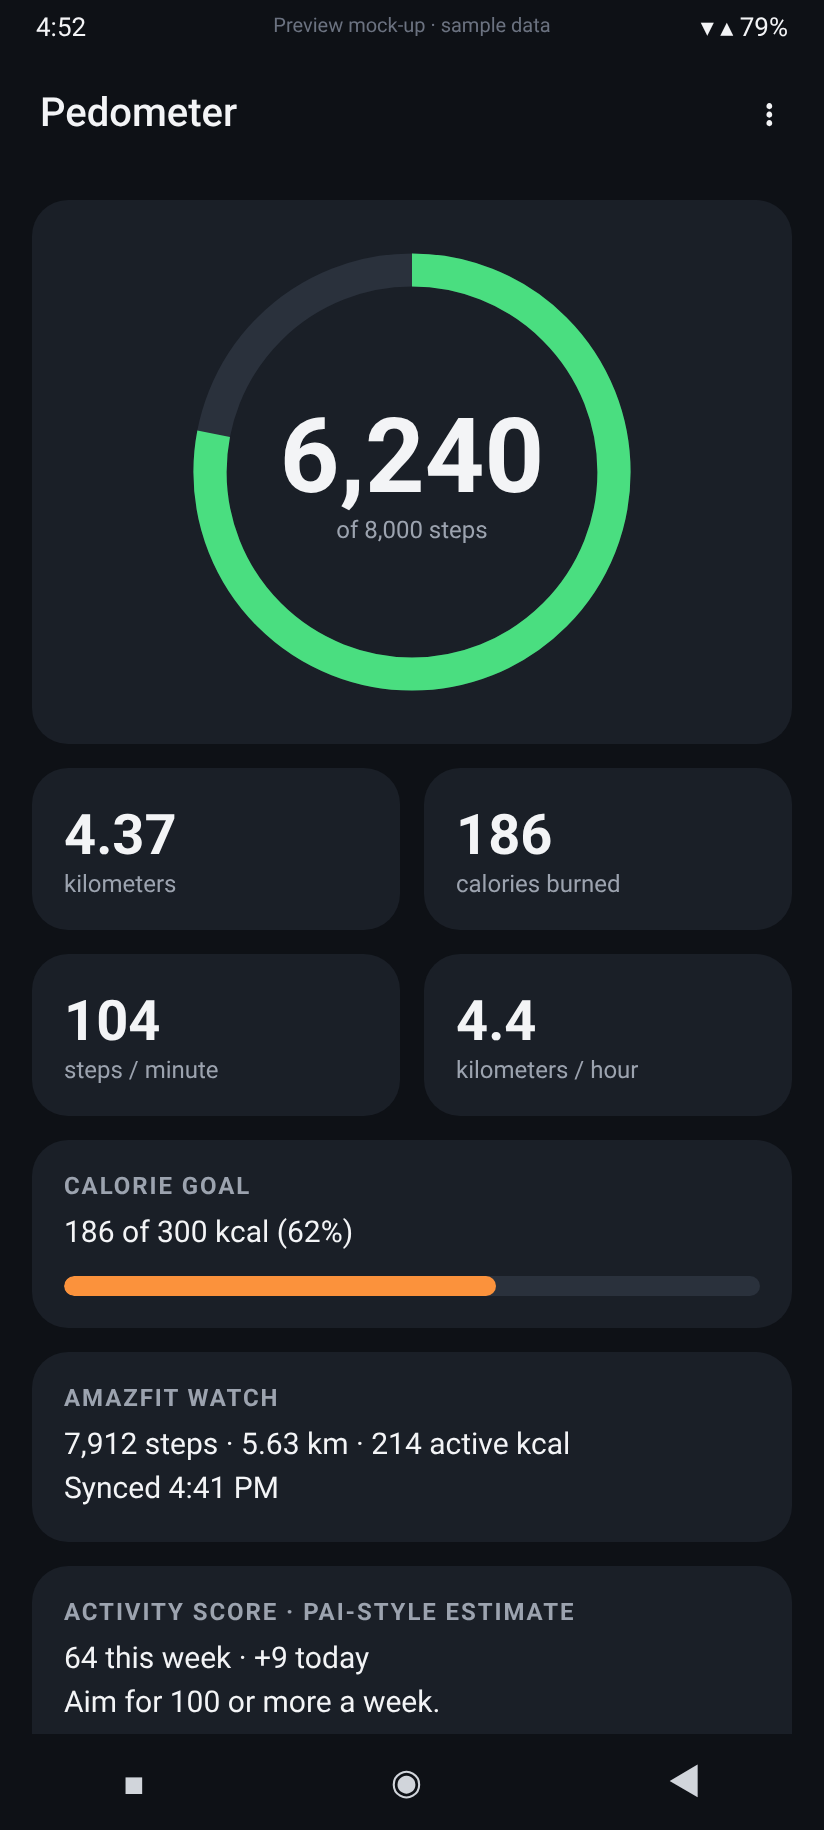 4:52
Preview mock-up · sample data
▼▲ 79%
Pedometer
6,240
of 8,000 steps
4.37
kilometers
186
calories burned
104
steps / minute
4.4
kilometers / hour
CALORIE GOAL
186 of 300 kcal (62%)
AMAZFIT WATCH
7,912 steps · 5.63 km · 214 active kcal
Synced 4:41 PM
ACTIVITY SCORE · PAI-STYLE ESTIMATE
64 this week · +9 today
Aim for 100 or more a week.